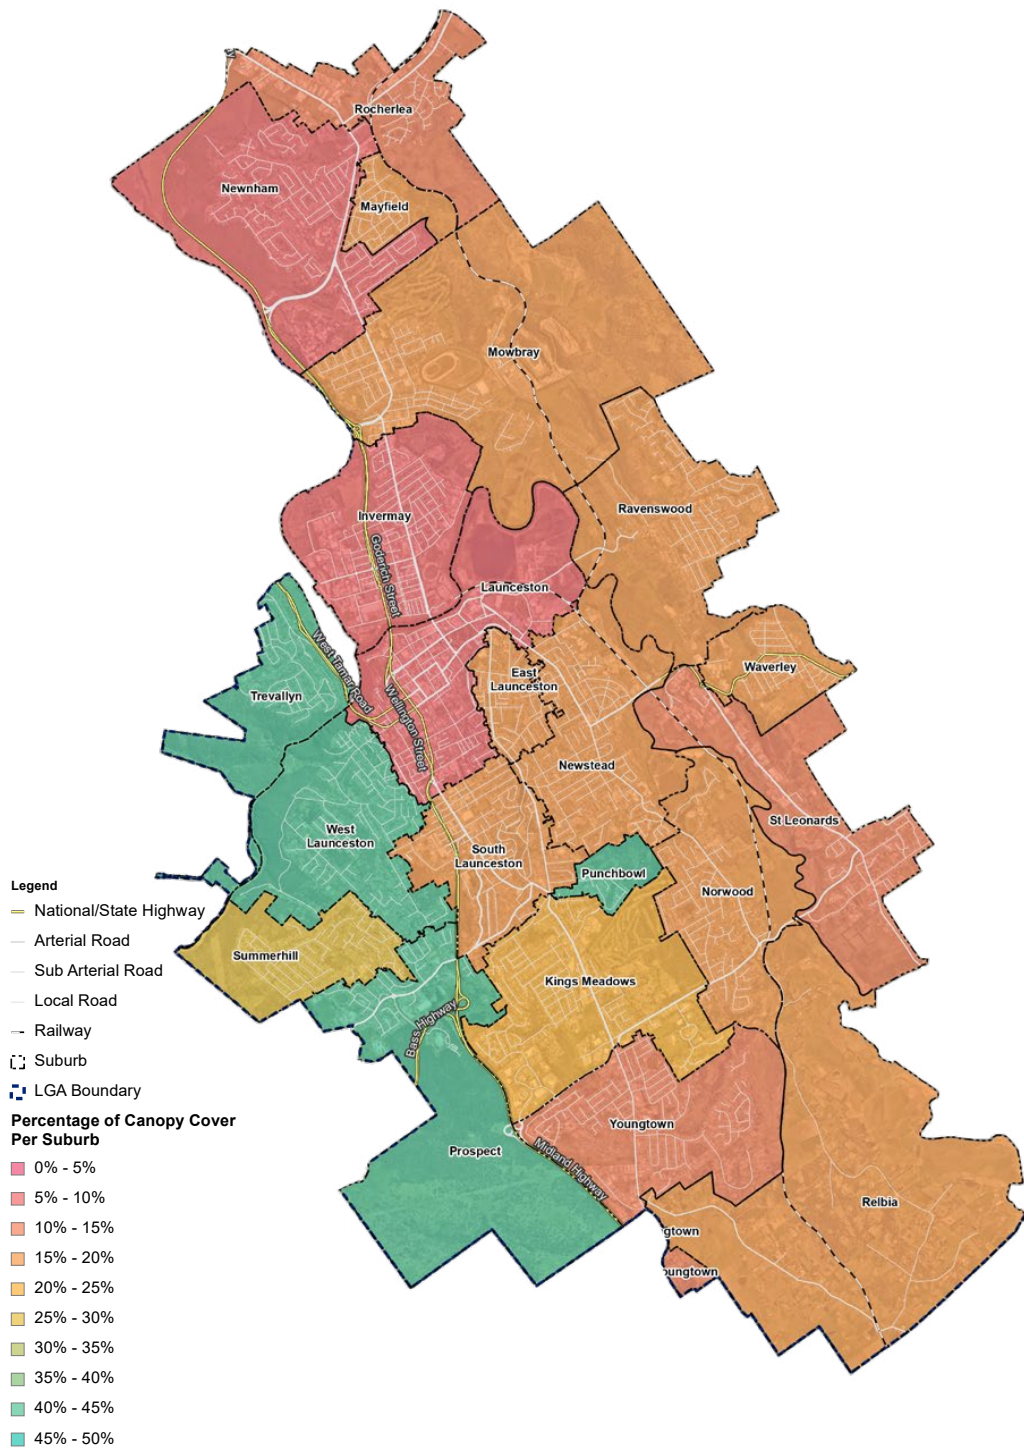 Rocherlea
Newnham
Mayfield
Mowbray
Ravenswood
Invermay
Goderich Street
Launceston
West Tamar Road
Trevallyn
Wellington Street
East
Launceston
Waverley
Newstead
St Leonards
West
Launceston
South
Launceston
Punchbowl
Norwood
Summerhill
Kings Meadows
Bass Highway
Youngtown
Prospect
Midland Highway
Relbia
gtown
oungtown
Legend
National/State Highway
Arterial Road
Sub Arterial Road
Local Road
Railway
Suburb
LGA Boundary
Percentage of Canopy Cover
Per Suburb
0% - 5%
5% - 10%
10% - 15%
15% - 20%
20% - 25%
25% - 30%
30% - 35%
35% - 40%
40% - 45%
45% - 50%